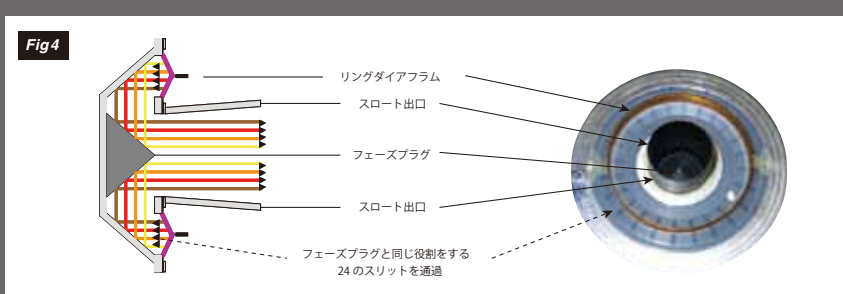 Fig4
リングダイアフラム
スロート出口
フェーズプラグ
スロート出口
フェーズプラグと同じ役割をする
24 のスリットを通過